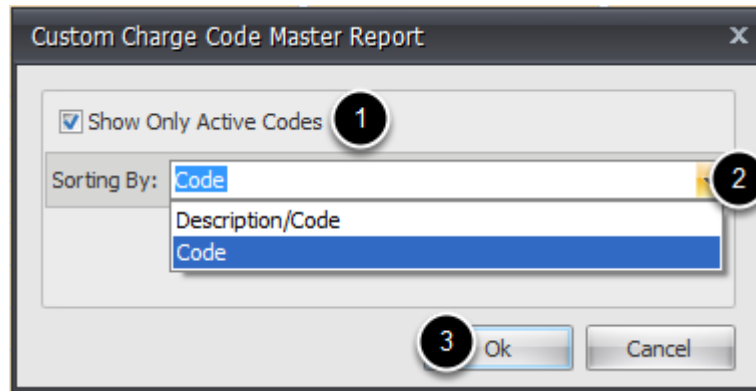 Custom Charge Code Master Report x
Show Only Active Codes 1
Sorting By: Code 2
Description/Code
Code
3 Ok Cancel